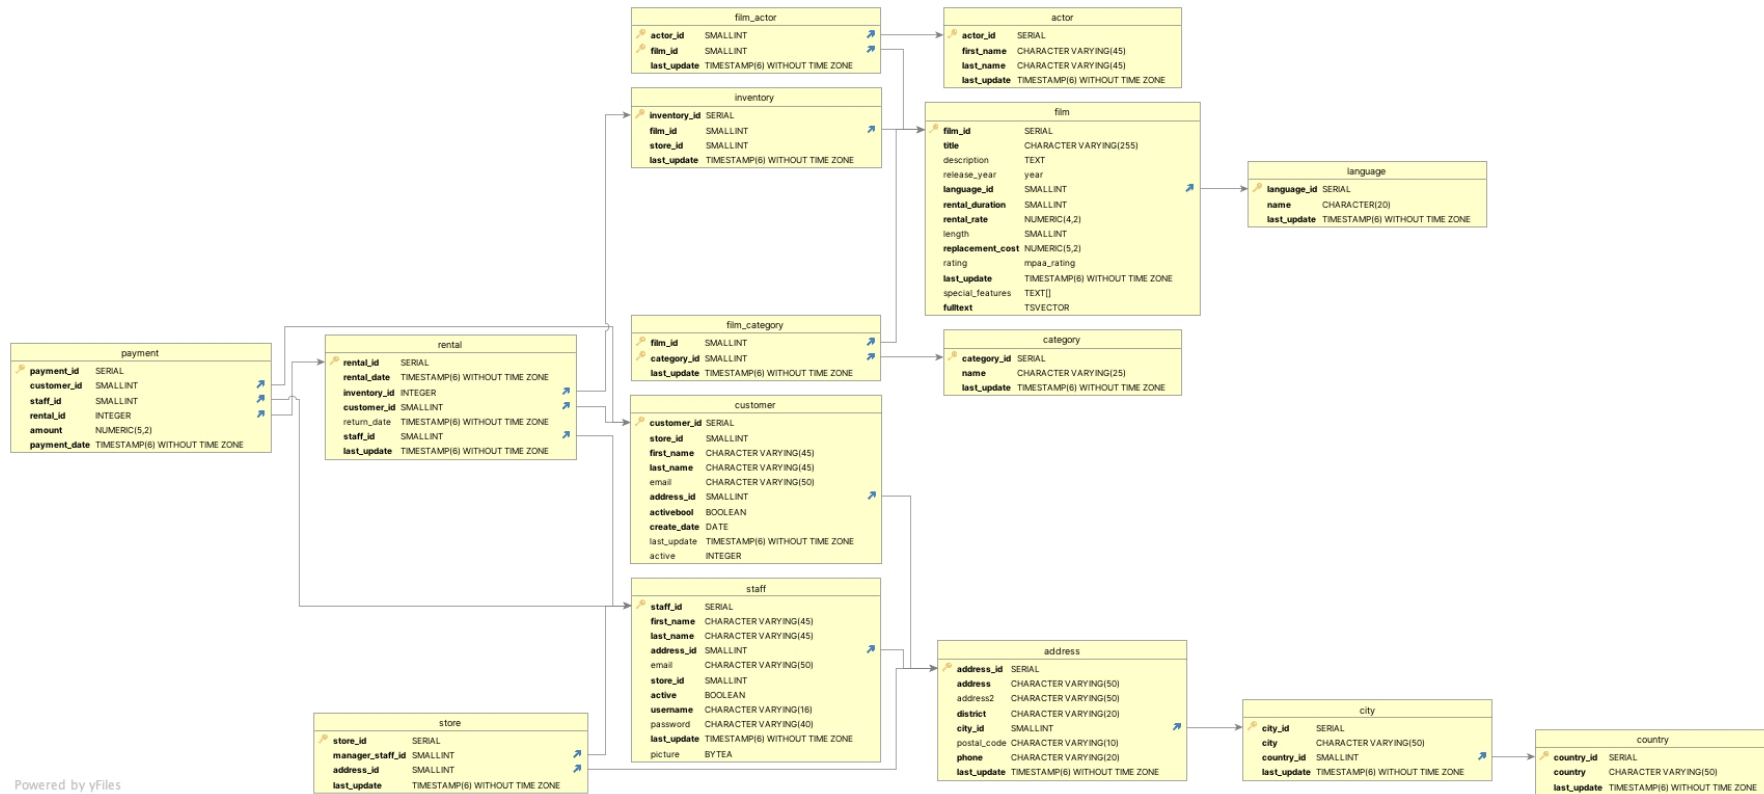 film_actor
actor_id SMALLINT
film_id SMALLINT
last_update TIMESTAMP(6) WITHOUT TIME ZONE
actor
actor_id SERIAL
first_name CHARACTER VARYING(45)
last_name CHARACTER VARYING(45)
last_update TIMESTAMP(6) WITHOUT TIME ZONE
inventory
inventory_id SERIAL
film_id SMALLINT
store_id SMALLINT
last_update TIMESTAMP(6) WITHOUT TIME ZONE
film
film_id SERIAL
title CHARACTER VARYING(255)
description TEXT
release_year year
language_id SMALLINT
rental_duration SMALLINT
rental_rate NUMERIC(4,2)
length SMALLINT
replacement_cost NUMERIC(5,2)
rating mpaa_rating
last_update TIMESTAMP(6) WITHOUT TIME ZONE
special_features TEXT[]
fulltext TSVECTOR
language
language_id SERIAL
name CHARACTER(20)
last_update TIMESTAMP(6) WITHOUT TIME ZONE
film_category
film_id SMALLINT
category_id SMALLINT
last_update TIMESTAMP(6) WITHOUT TIME ZONE
category
category_id SERIAL
name CHARACTER VARYING(25)
last_update TIMESTAMP(6) WITHOUT TIME ZONE
payment
payment_id SERIAL
customer_id SMALLINT
staff_id SMALLINT
rental_id INTEGER
amount NUMERIC(5,2)
payment_date TIMESTAMP(6) WITHOUT TIME ZONE
rental
rental_id SERIAL
rental_date TIMESTAMP(6) WITHOUT TIME ZONE
inventory_id INTEGER
customer_id SMALLINT
return_date TIMESTAMP(6) WITHOUT TIME ZONE
staff_id SMALLINT
last_update TIMESTAMP(6) WITHOUT TIME ZONE
customer
customer_id SERIAL
store_id SMALLINT
first_name CHARACTER VARYING(45)
last_name CHARACTER VARYING(45)
email CHARACTER VARYING(50)
address_id SMALLINT
activebool BOOLEAN
create_date DATE
last_update TIMESTAMP(6) WITHOUT TIME ZONE
active INTEGER
staff
staff_id SERIAL
first_name CHARACTER VARYING(45)
last_name CHARACTER VARYING(45)
address_id SMALLINT
email CHARACTER VARYING(50)
store_id SMALLINT
active BOOLEAN
username CHARACTER VARYING(16)
password CHARACTER VARYING(40)
last_update TIMESTAMP(6) WITHOUT TIME ZONE
picture BYTEA
store
store_id SERIAL
manager_staff_id SMALLINT
address_id SMALLINT
last_update TIMESTAMP(6) WITHOUT TIME ZONE
address
address_id SERIAL
address CHARACTER VARYING(50)
address2 CHARACTER VARYING(50)
district CHARACTER VARYING(20)
city_id SMALLINT
postal_code CHARACTER VARYING(10)
phone CHARACTER VARYING(20)
last_update TIMESTAMP(6) WITHOUT TIME ZONE
city
city_id SERIAL
city CHARACTER VARYING(50)
country_id SMALLINT
last_update TIMESTAMP(6) WITHOUT TIME ZONE
country
country_id SERIAL
country CHARACTER VARYING(50)
last_update TIMESTAMP(6) WITHOUT TIME ZONE
Powered by yFiles